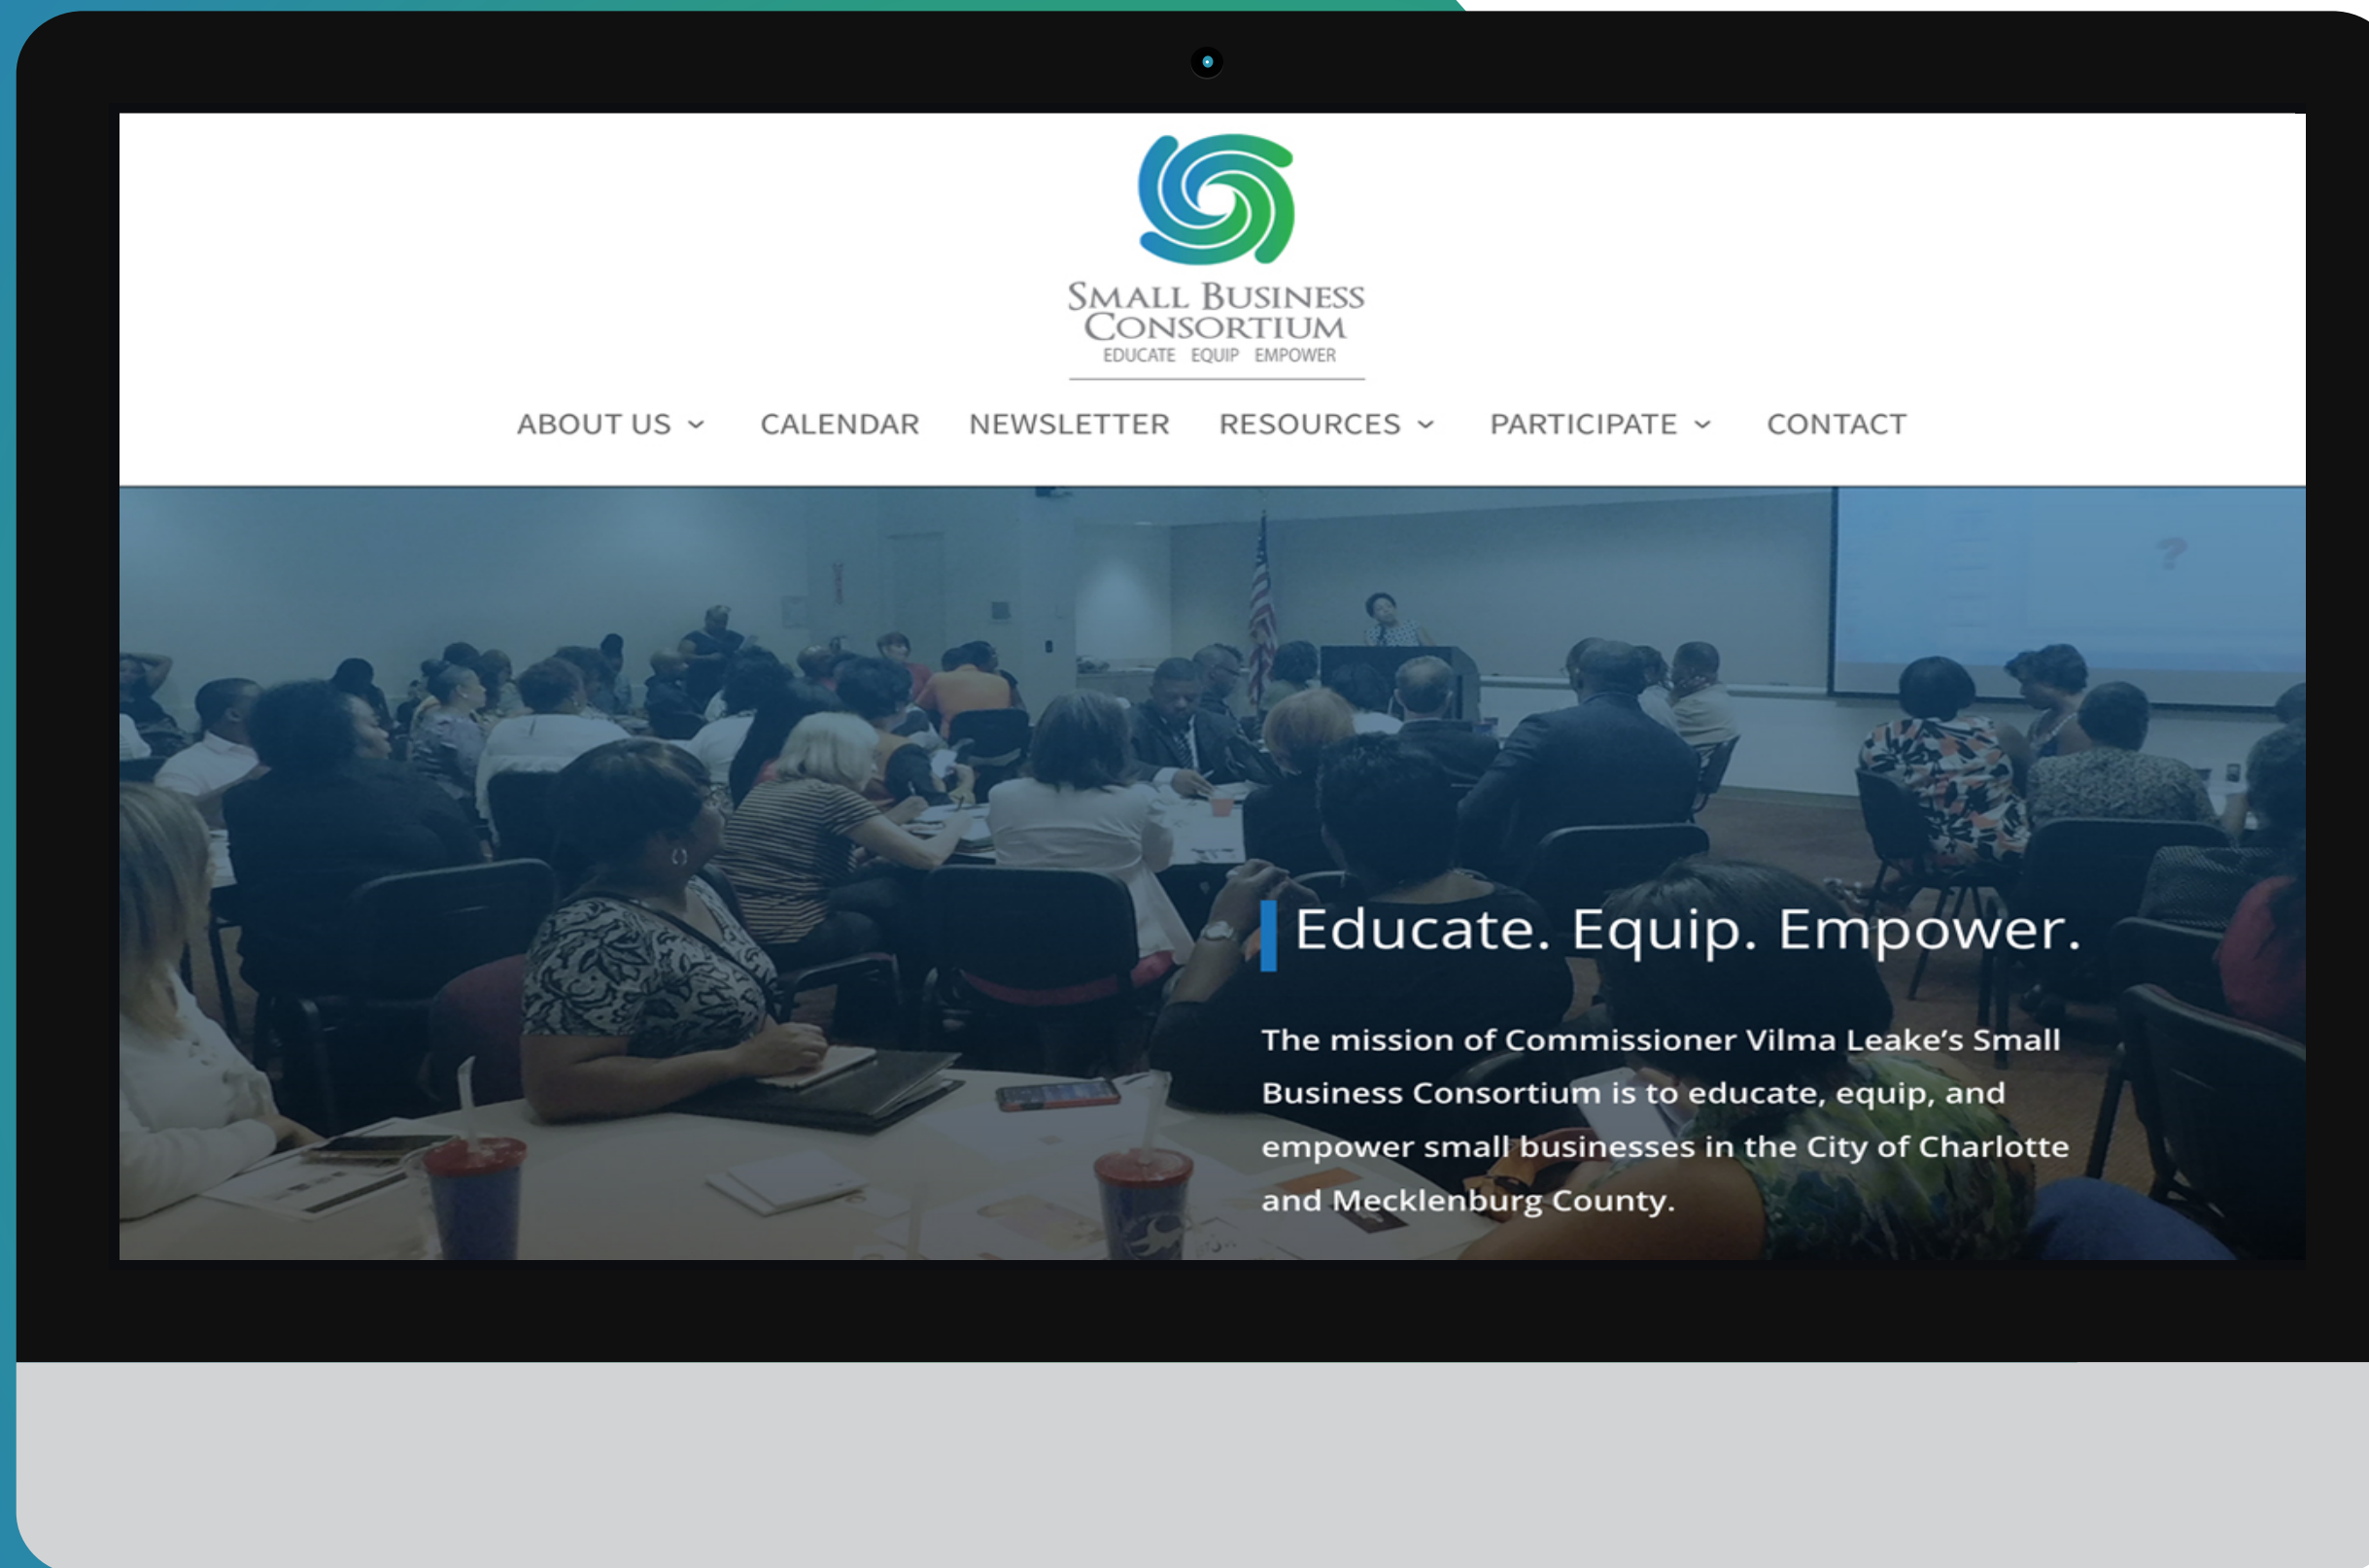 SMALL BUSINESS
CONSORTIUM
EDUCATE EQUIP EMPOWER
ABOUT US CALENDAR NEWSLETTER RESOURCES PARTICIPATE CONTACT
?
Educate. Equip. Empower.
The mission of Commissioner Vilma Leake’s Small
Business Consortium is to educate, equip, and
empower small businesses in the City of Charlotte
and Mecklenburg County.